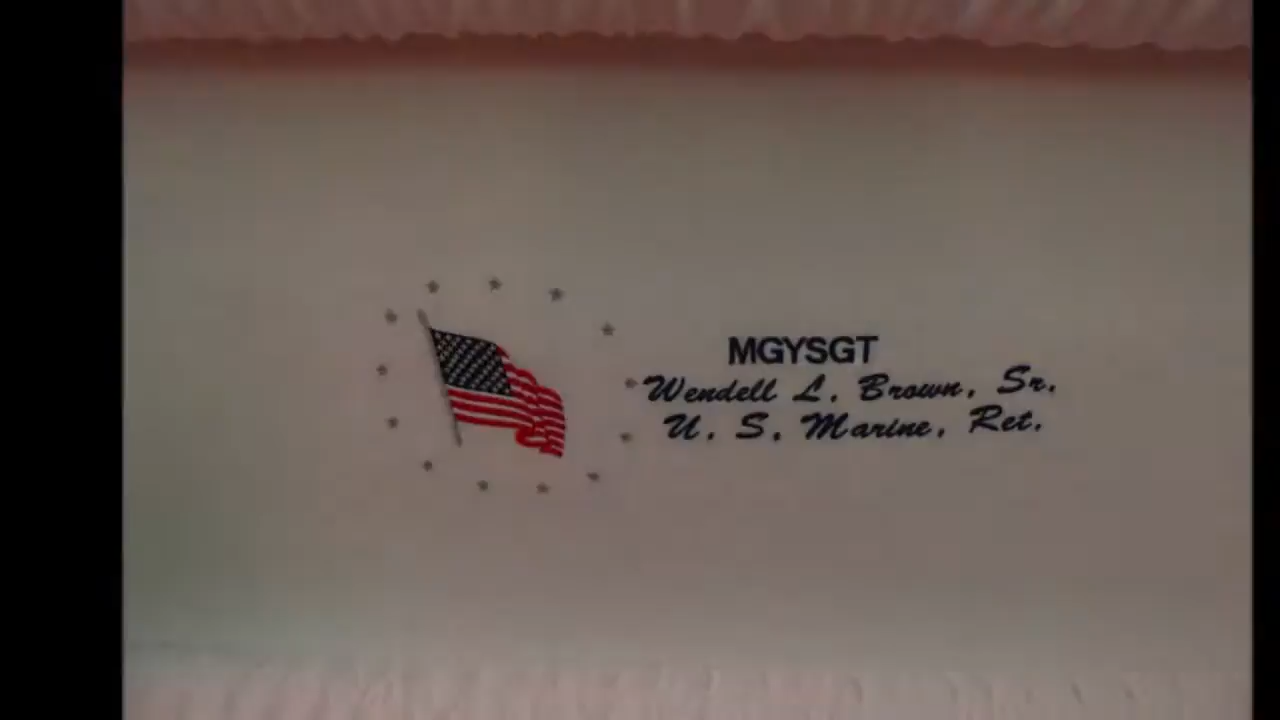 MGYSGT
Wendell L. Brown, Sr.
U. S. Marine, Ret.